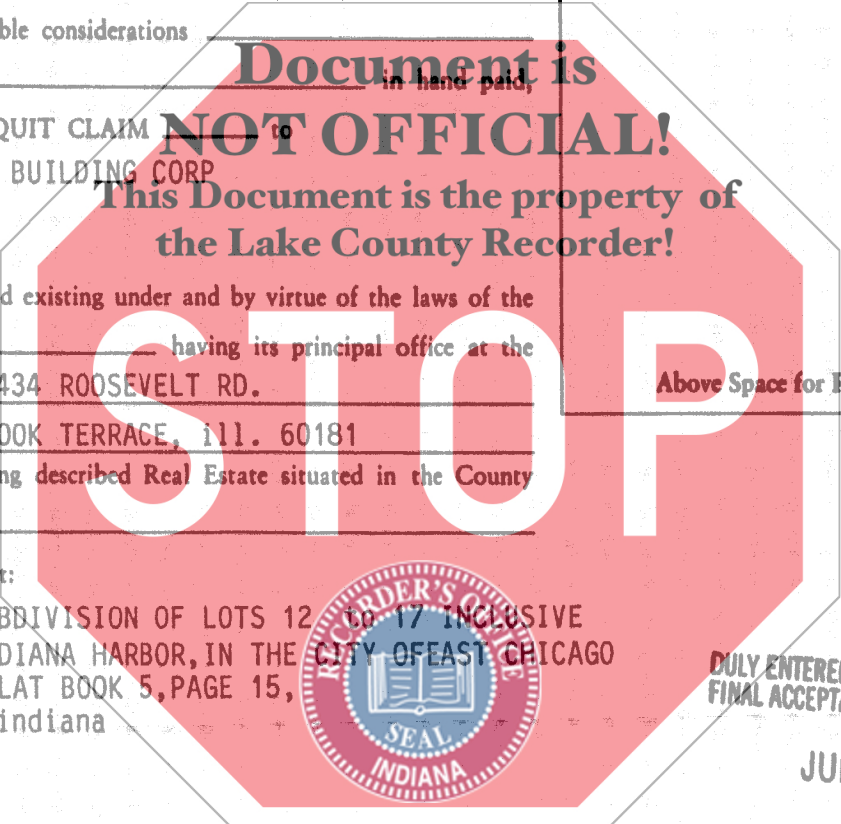 ble considerations
Document is
in hand paid,
QUIT CLAIM to
NOT OFFICIAL!
BUILDING CORP
This Document is the property of
the Lake County Recorder!
d existing under and by virtue of the laws of the
having its principal office at the
434 ROOSEVELT RD.
Above Space for R
OOK TERRACE, ill. 60181
ng described Real Estate situated in the County
STOP
t:
BDIVISION OF LOTS 12 to 17 INCLUSIVE
DIANA HARBOR,IN THE CITY OFEAST CHICAGO
LAT BOOK 5,PAGE 15,
indiana
RECORDER'S OFFICE
SEAL
INDIANA
DULY ENTERE
FINAL ACCEPTA
JU